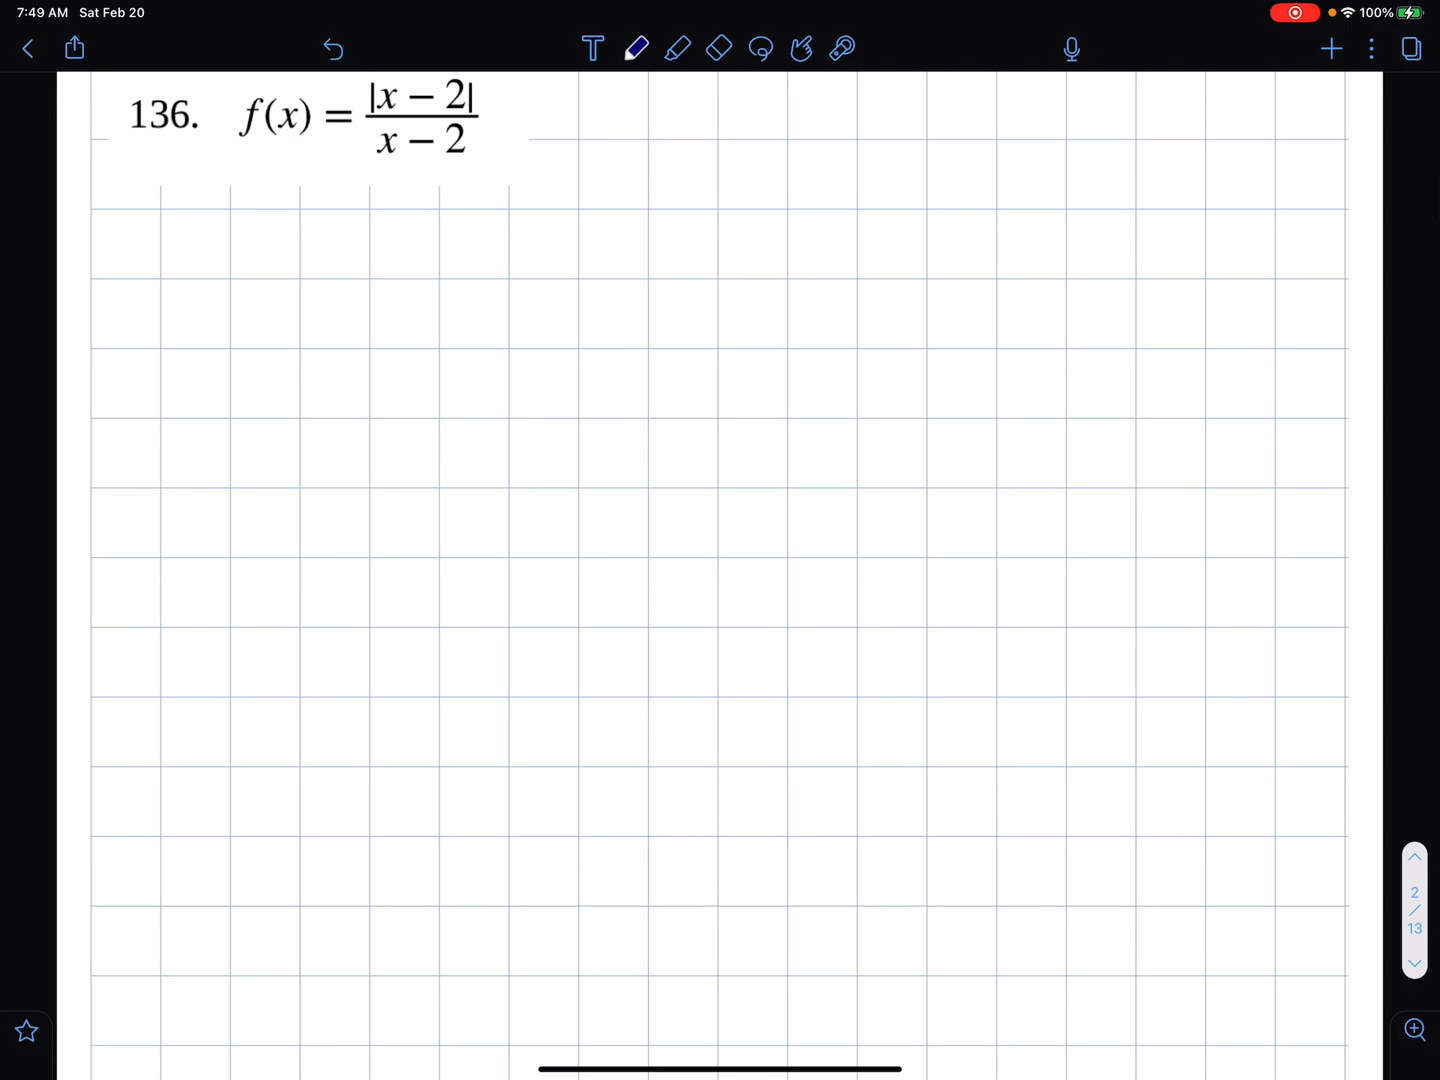 7:49 AM Sat Feb 20
100%
136. f(x) = |x − 2| / x − 2
2
/
13